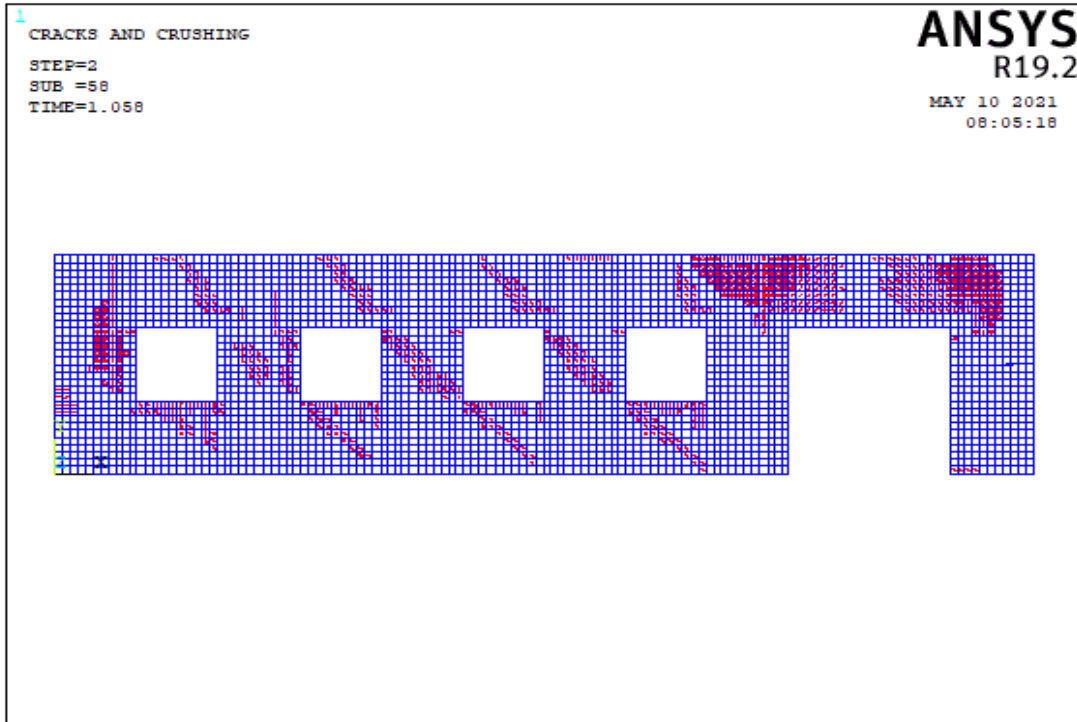 1
CRACKS AND CRUSHING
STEP=2
SUB =58
TIME=1.058
ANSYS
R19.2
MAY 10 2021
08:05:18
Y
Z X